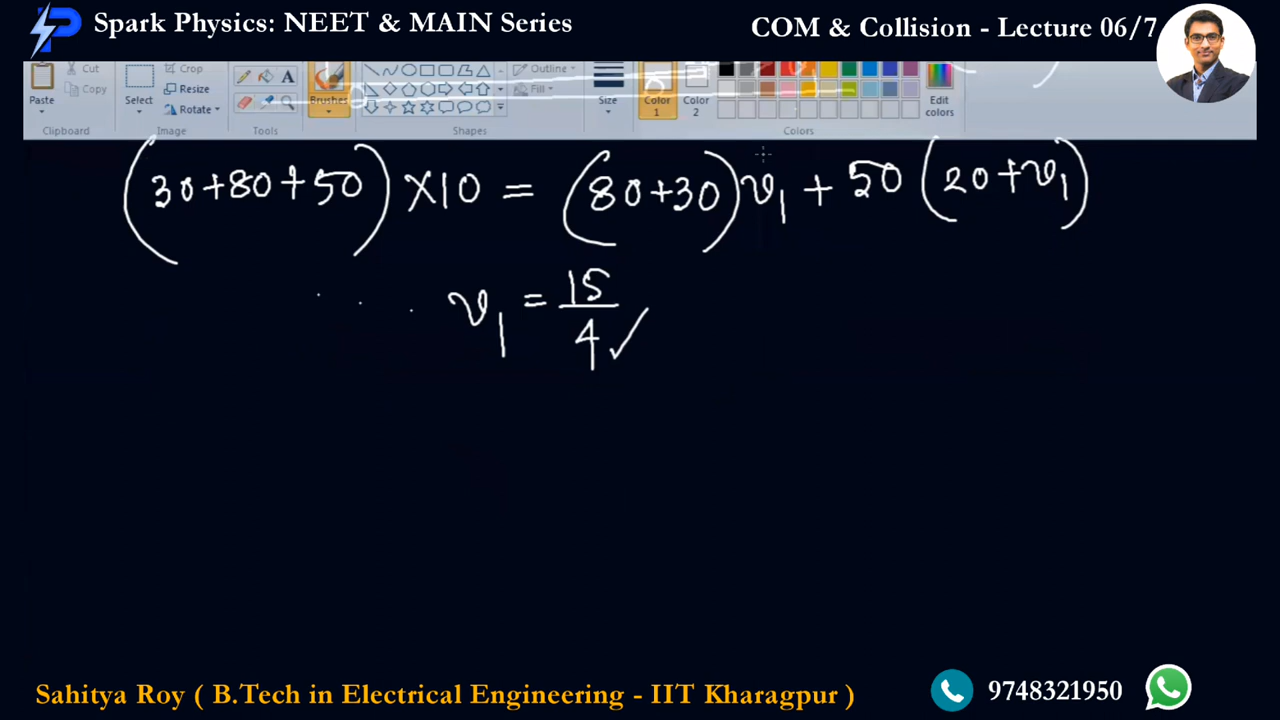 Spark Physics: NEET & MAIN Series
COM & Collision - Lecture 06/7
Paste
Cut
Copy
Clipboard
Select
Crop
Resize
Rotate
Image
A
Tools
Brushes
Outline
Fill
Shapes
Size
Color 1
Color 2
Colors
Edit colors
(30+80+50) ×10 = (80+30)v₁ + 50 (20+v₁)
v₁ = 15/4 ✓
Sahitya Roy ( B.Tech in Electrical Engineering - IIT Kharagpur )
9748321950